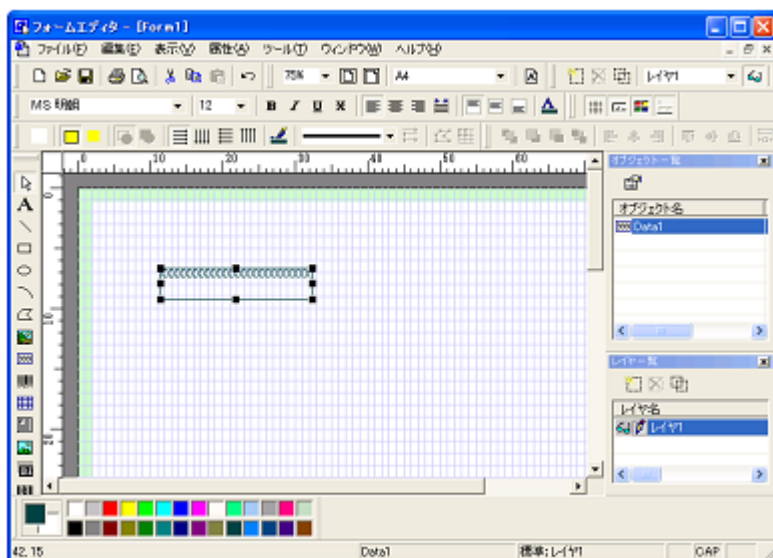 フォームエディタ - [Form1]
ファイル(F) 編集(E) 表示(V) 属性(A) ツール(T) ウィンドウ(W) ヘルプ(H)
75% A4 レイヤ1
MS 明朝 12 B I U X
0 10 20 30 40 50 60
オブジェクト一覧
オブジェクト名
Data1
0
10
20
A
レイヤ一覧
レイヤ名
レイヤ1
42, 15 Data1 標準:レイヤ1 CAP